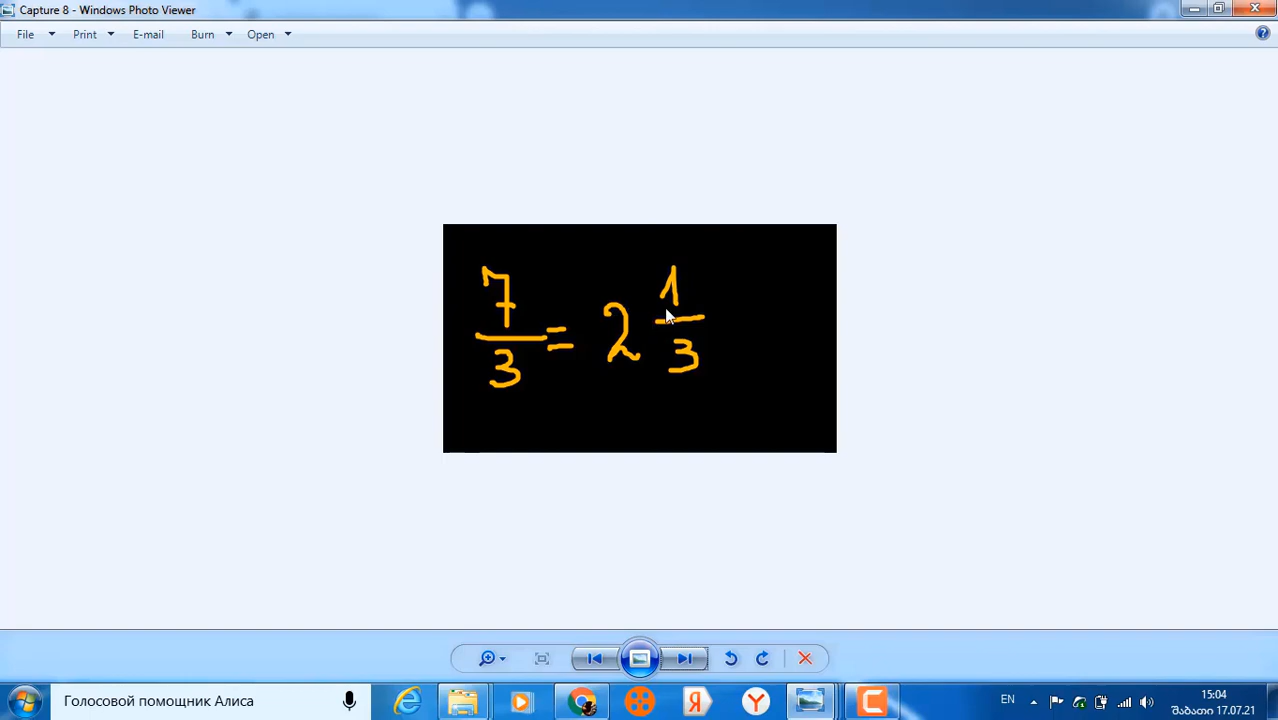 Capture 8 - Windows Photo Viewer
File Print E-mail Burn Open
7/3 = 2 1/3
Голосовой помощник Алиса
EN
15:04
შაბათი 17.07.21